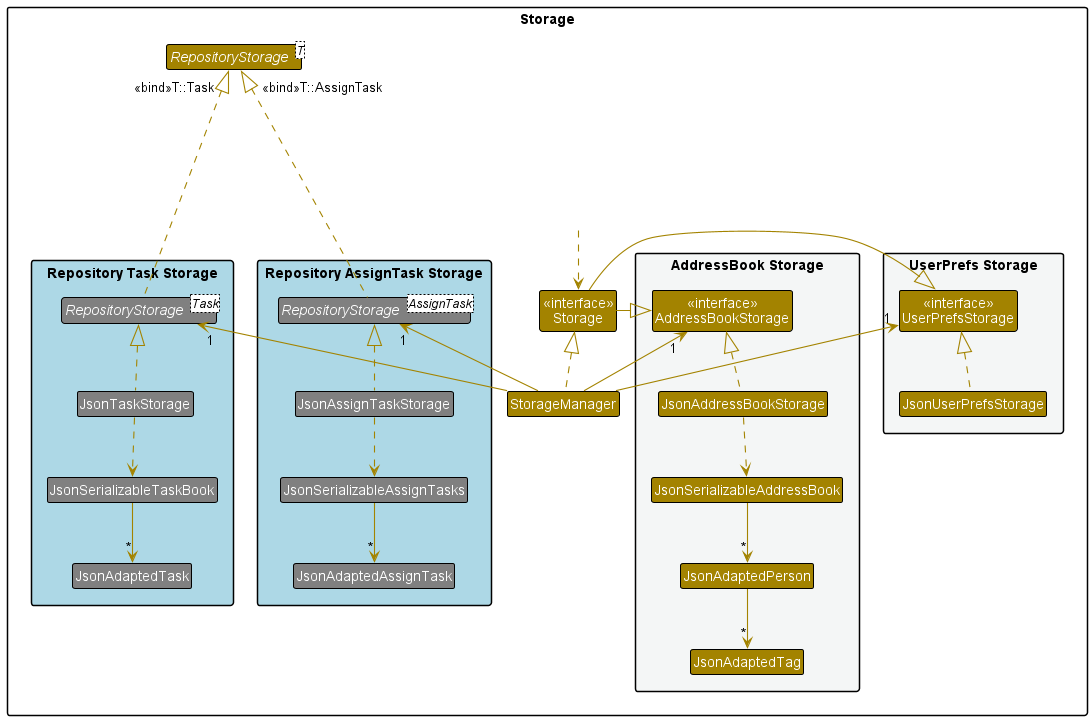 Storage
RepositoryStorage
T
«bind»T::Task
«bind»T::AssignTask
Repository Task Storage
RepositoryStorage
Task
1
JsonTaskStorage
JsonSerializableTaskBook
*
JsonAdaptedTask
Repository AssignTask Storage
RepositoryStorage
AssignTask
1
JsonAssignTaskStorage
JsonSerializableAssignTasks
*
JsonAdaptedAssignTask
«interface»
Storage
StorageManager
AddressBook Storage
«interface»
AddressBookStorage
1
JsonAddressBookStorage
JsonSerializableAddressBook
*
JsonAdaptedPerson
*
JsonAdaptedTag
UserPrefs Storage
«interface»
UserPrefsStorage
1
JsonUserPrefsStorage